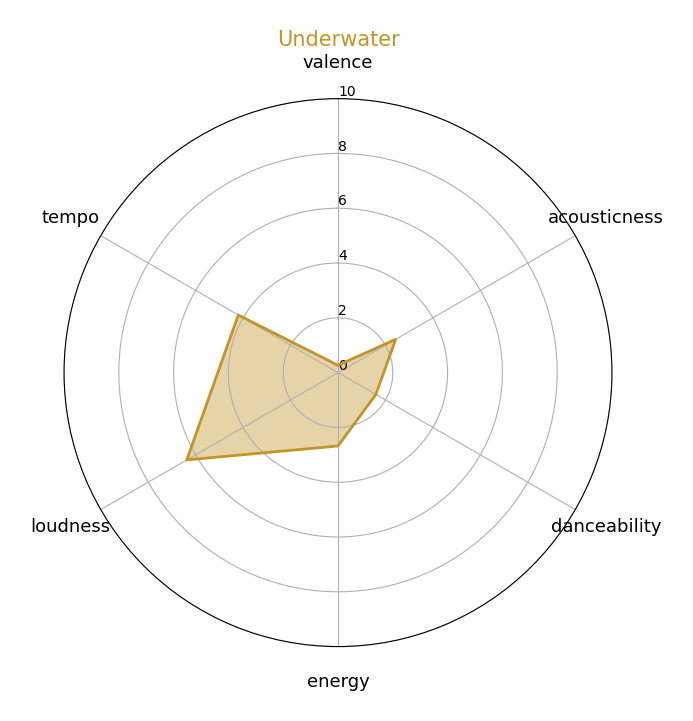 Underwater
valence
10
8
tempo
6
acousticness
4
2
0
loudness
danceability
energy